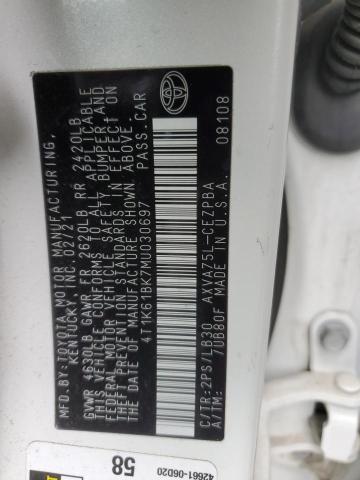 MFD.BY:TOYOTA MOTOR MANUFACTURING,
KENTUCKY, INC. 02/21
GVWR 4630LB GAWR FR 2620LB RR 2420LB
THIS VEHICLE CONFORMS TO ALL APPLICABLE
FEDERAL MOTOR VEHICLE SAFETY, BUMPER, AND
THEFT PREVENTION STANDARDS IN EFFECT ON
THE DATE OF MANUFACTURE SHOWN ABOVE.
4T1K61BK7MU030697 PASS.CAR
C/TR:2PS/LB30 AXVA75L-CEZPBA
A/TM: /UB80F MADE IN U.S.A. 08108
42661-06D20
58